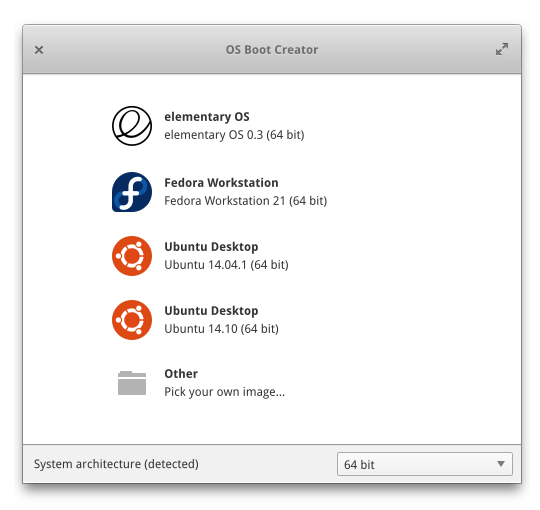 OS Boot Creator
elementary OS
elementary OS 0.3 (64 bit)
Fedora Workstation
Fedora Workstation 21 (64 bit)
Ubuntu Desktop
Ubuntu 14.04.1 (64 bit)
Ubuntu Desktop
Ubuntu 14.10 (64 bit)
Other
Pick your own image...
System architecture (detected)
64 bit